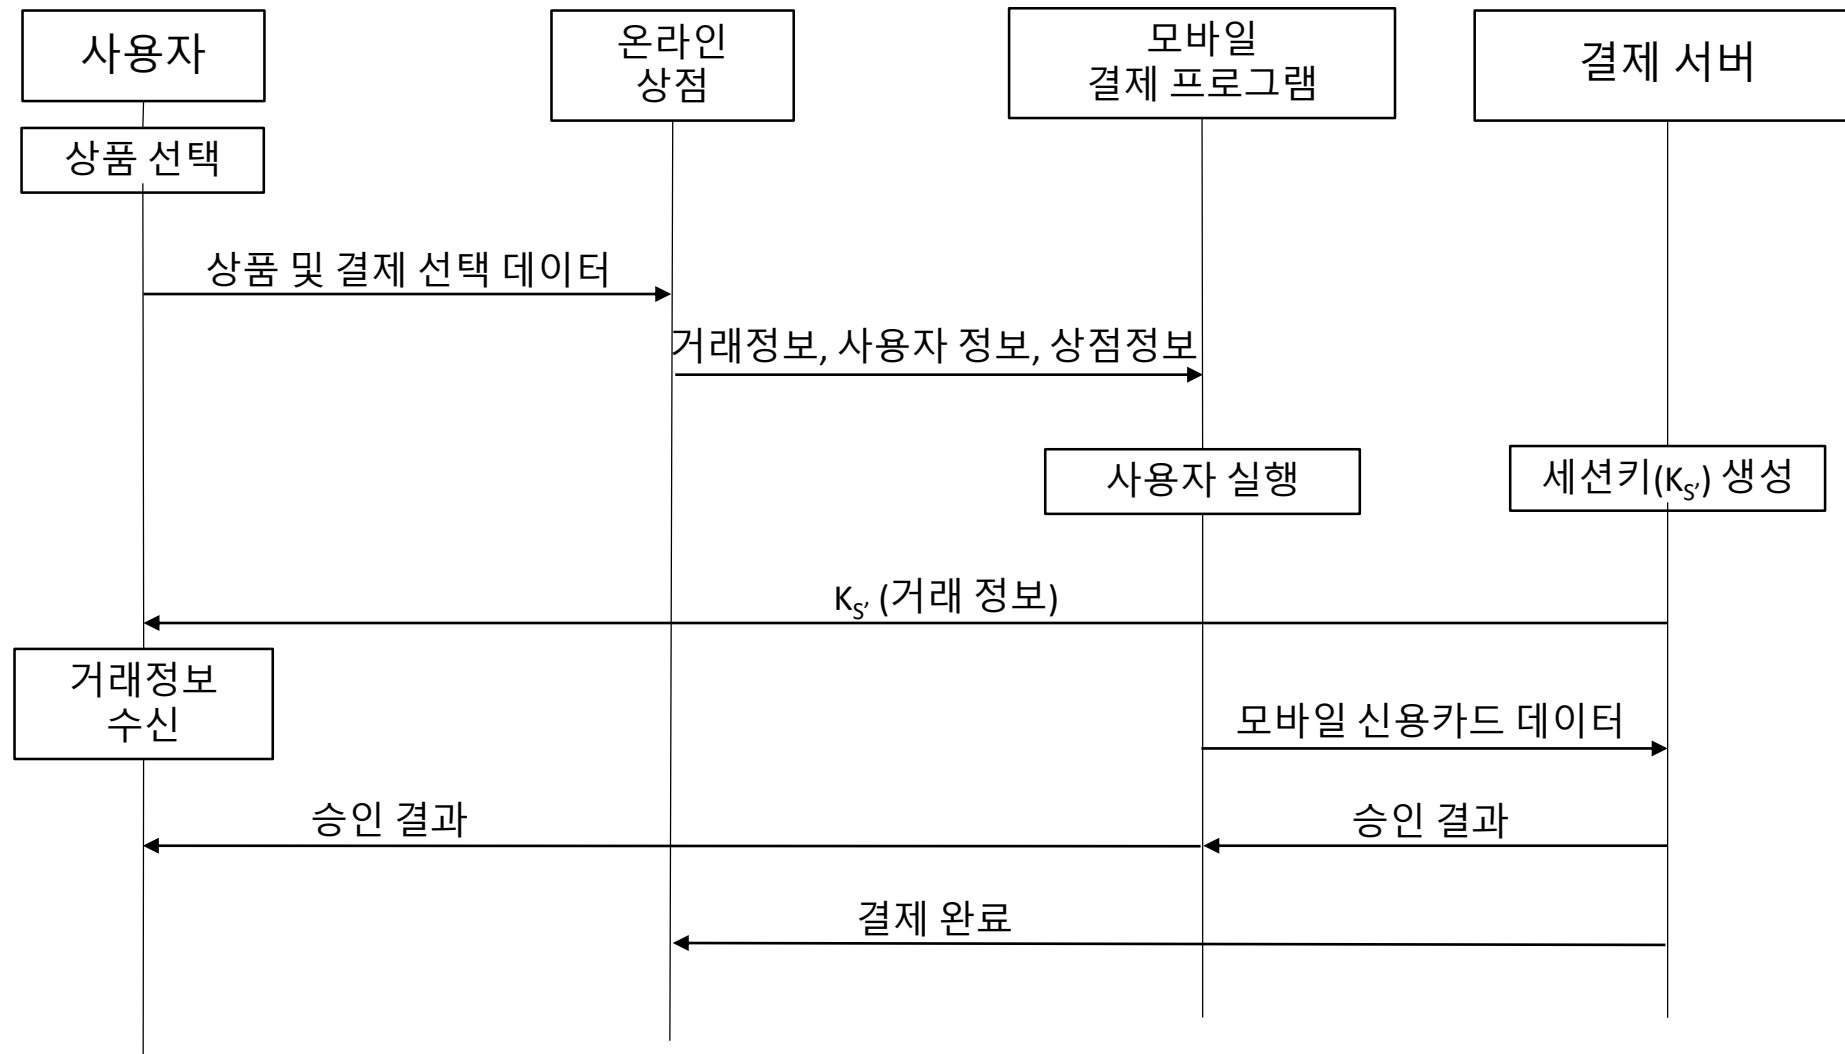 사용자
온라인
상점
모바일
결제 프로그램
결제 서버
상품 선택
상품 및 결제 선택 데이터
거래정보, 사용자 정보, 상점정보
사용자 실행
세션키(K_S') 생성
K_S' (거래 정보)
거래정보
수신
모바일 신용카드 데이터
승인 결과
승인 결과
결제 완료